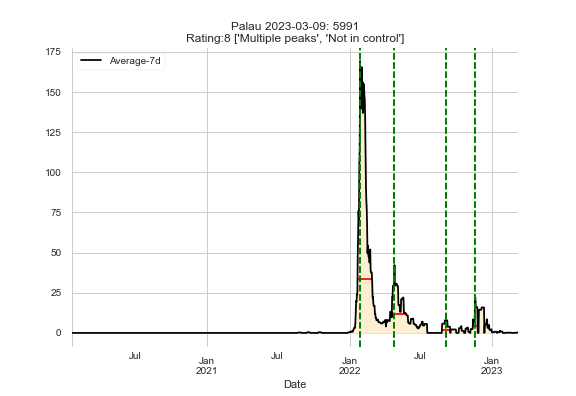 Palau 2023-03-09: 5991
Rating:8 ['Multiple peaks', 'Not in control']
Average-7d
175
150
125
100
75
50
25
0
Jul
Jan
2021
Jul
Jan
2022
Jul
Jan
2023
Date